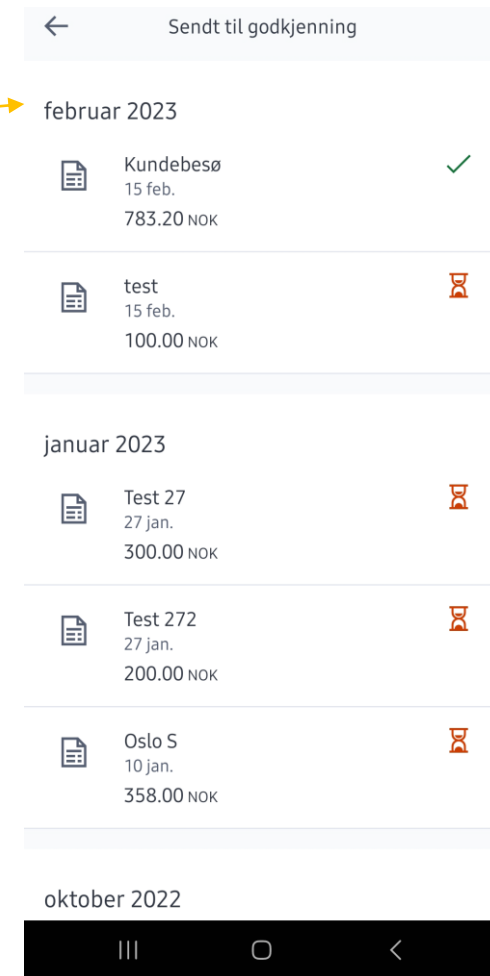 Sendt til godkjenning
februar 2023
Kundebesø
15 feb.
783.20 NOK
test
15 feb.
100.00 NOK
januar 2023
Test 27
27 jan.
300.00 NOK
Test 272
27 jan.
200.00 NOK
Oslo S
10 jan.
358.00 NOK
oktober 2022